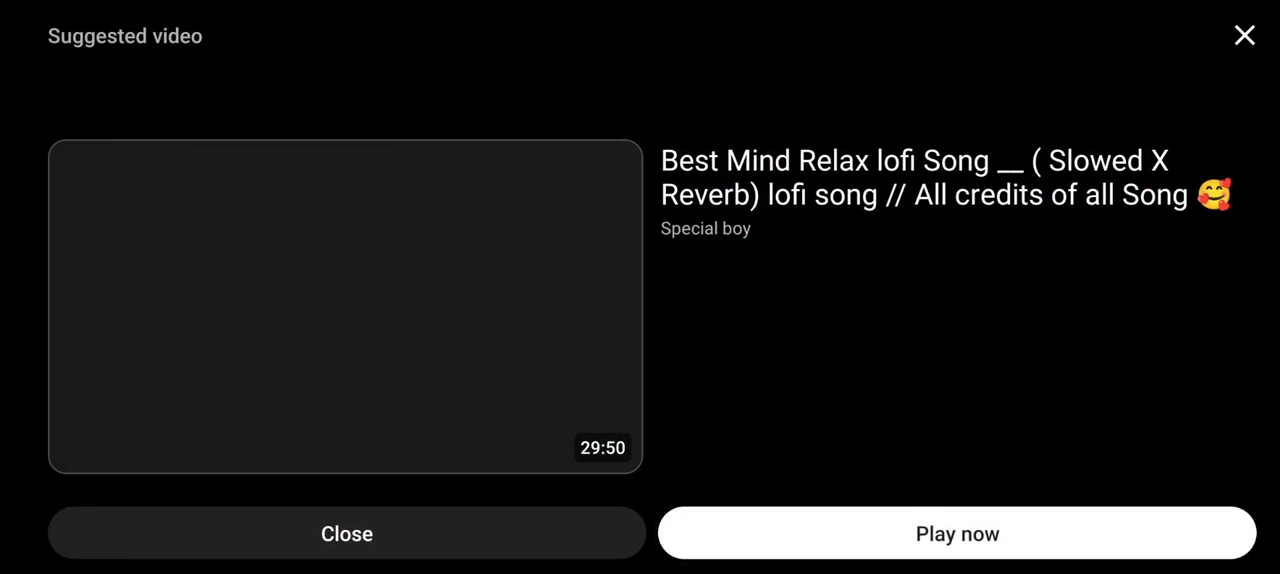 Suggested video
Best Mind Relax lofi Song __ ( Slowed X
Reverb) lofi song // All credits of all Song 🥰
Special boy
29:50
Close
Play now